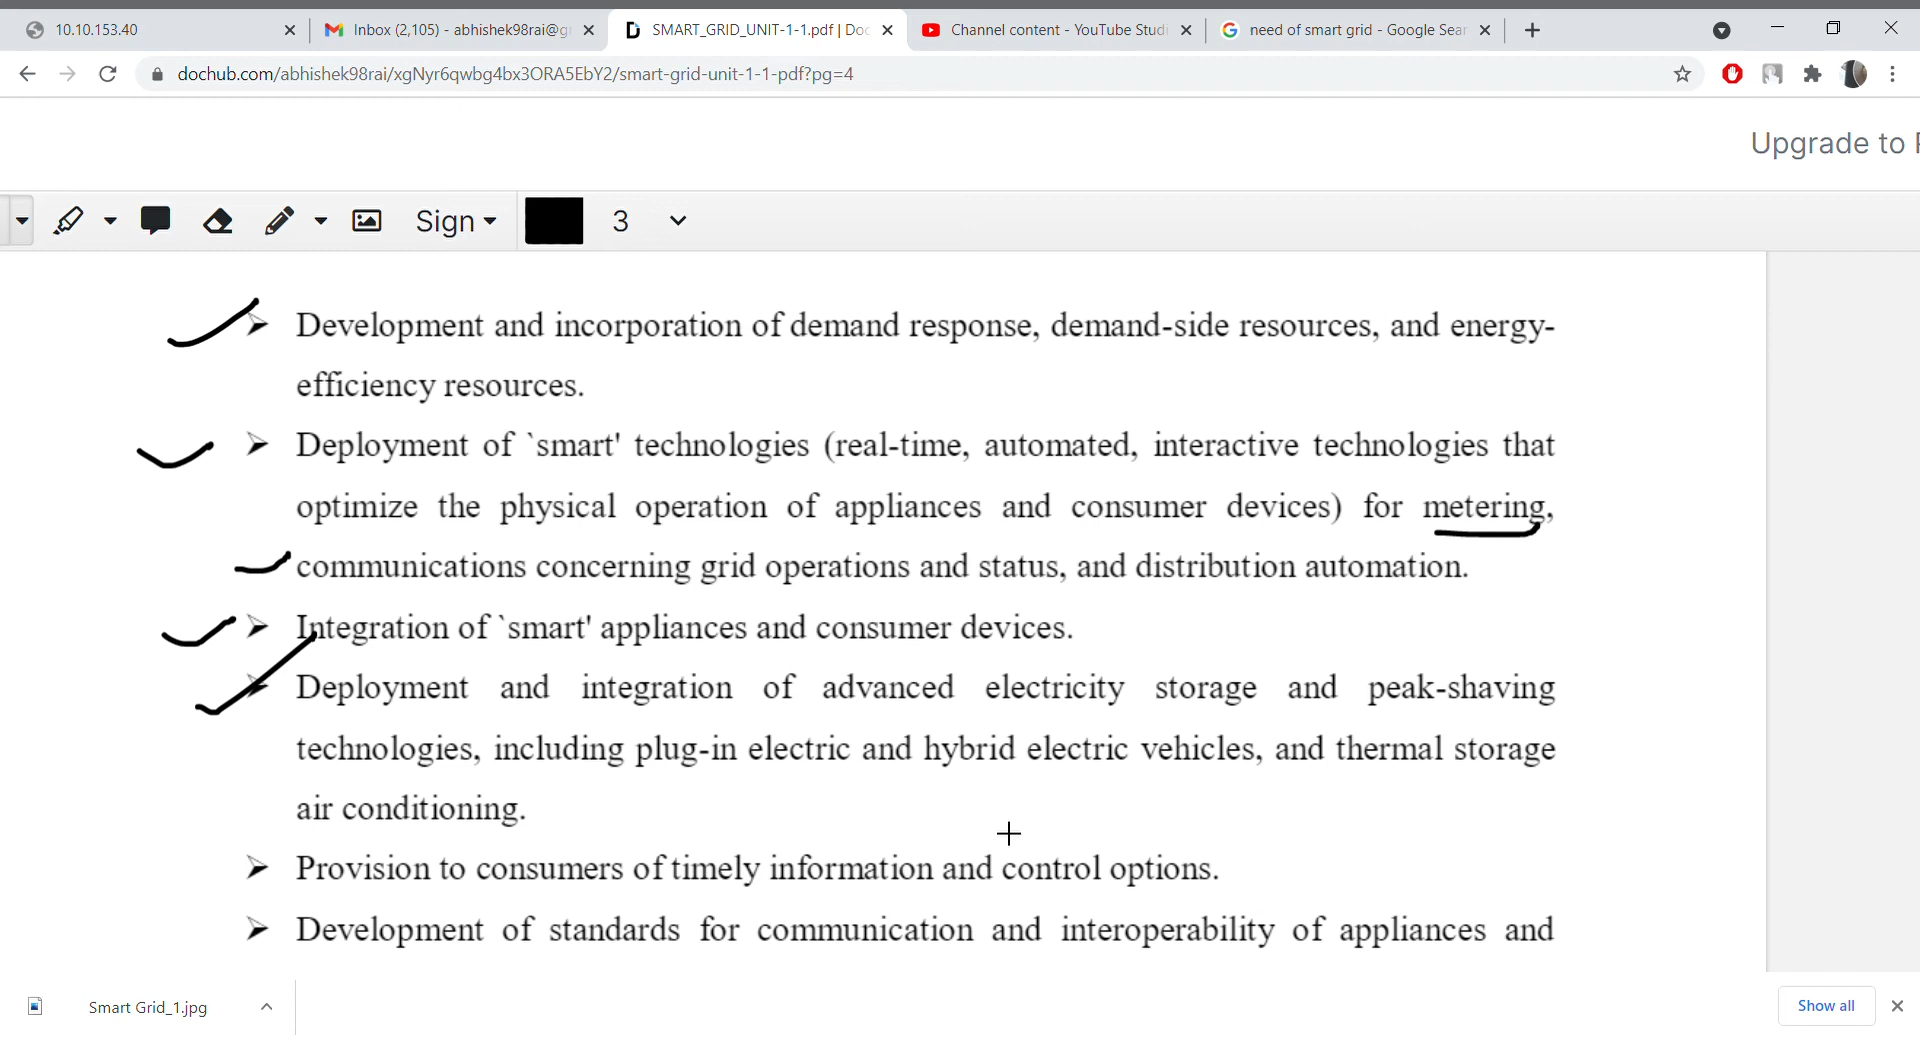 10.10.153.40
Inbox (2,105) - abhishek98rai@g
SMART_GRID_UNIT-1-1.pdf | Doc
Channel content - YouTube Studi
need of smart grid - Google Sear
dochub.com/abhishek98rai/xgNyr6qwbg4bx3ORA5EbY2/smart-grid-unit-1-1-pdf?pg=4
Upgrade to P
Sign
3
Development and incorporation of demand response, demand-side resources, and energy-
efficiency resources.
Deployment of `smart' technologies (real-time, automated, interactive technologies that
optimize the physical operation of appliances and consumer devices) for metering,
communications concerning grid operations and status, and distribution automation.
Integration of `smart' appliances and consumer devices.
Deployment and integration of advanced electricity storage and peak-shaving
technologies, including plug-in electric and hybrid electric vehicles, and thermal storage
air conditioning.
Provision to consumers of timely information and control options.
Development of standards for communication and interoperability of appliances and
Smart Grid_1.jpg
Show all